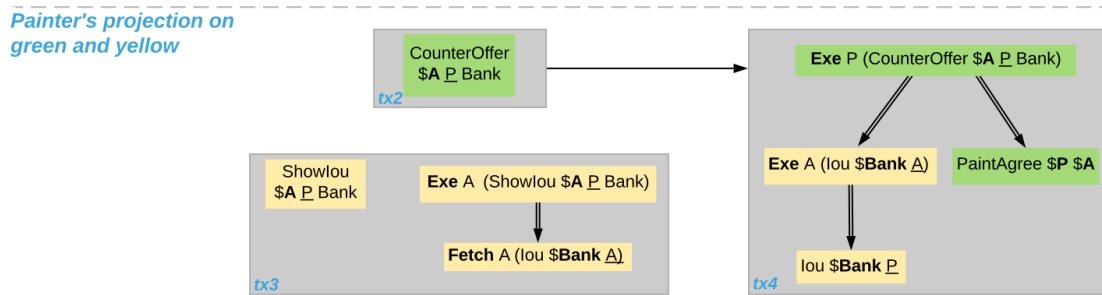 Painter's projection on
green and yellow
CounterOffer
$A P Bank
tx2
Exe P (CounterOffer $A P Bank)
Exe A (Iou $Bank A)
PaintAgree $P $A
Iou $Bank P
tx4
ShowIou
$A P Bank
Exe A (ShowIou $A P Bank)
Fetch A (Iou $Bank A)
tx3